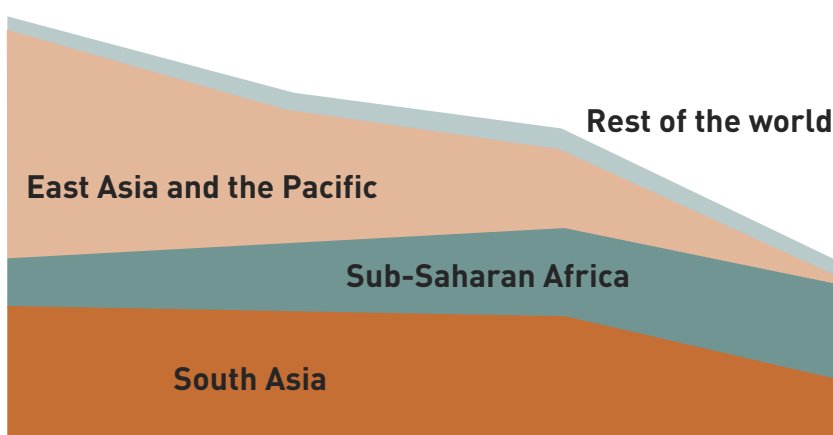 Rest of the world
East Asia and the Pacific
Sub-Saharan Africa
South Asia